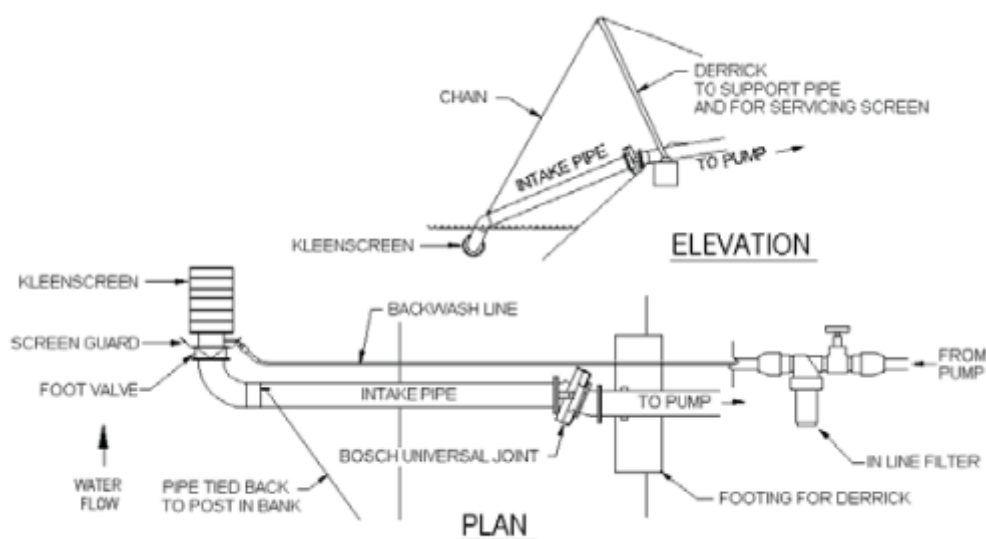 DERRICK
TO SUPPORT PIPE
AND FOR SERVICING SCREEN
CHAIN
INTAKE PIPE
TO PUMP
KLEENSCREEN
ELEVATION
KLEENSCREEN
BACKWASH LINE
SCREEN GUARD
FOOT VALVE
INTAKE PIPE
TO PUMP
FROM
PUMP
BOSCH UNIVERSAL JOINT
IN LINE FILTER
WATER
FLOW
PIPE TIED BACK
TO POST IN BANK
FOOTING FOR DERRICK
PLAN